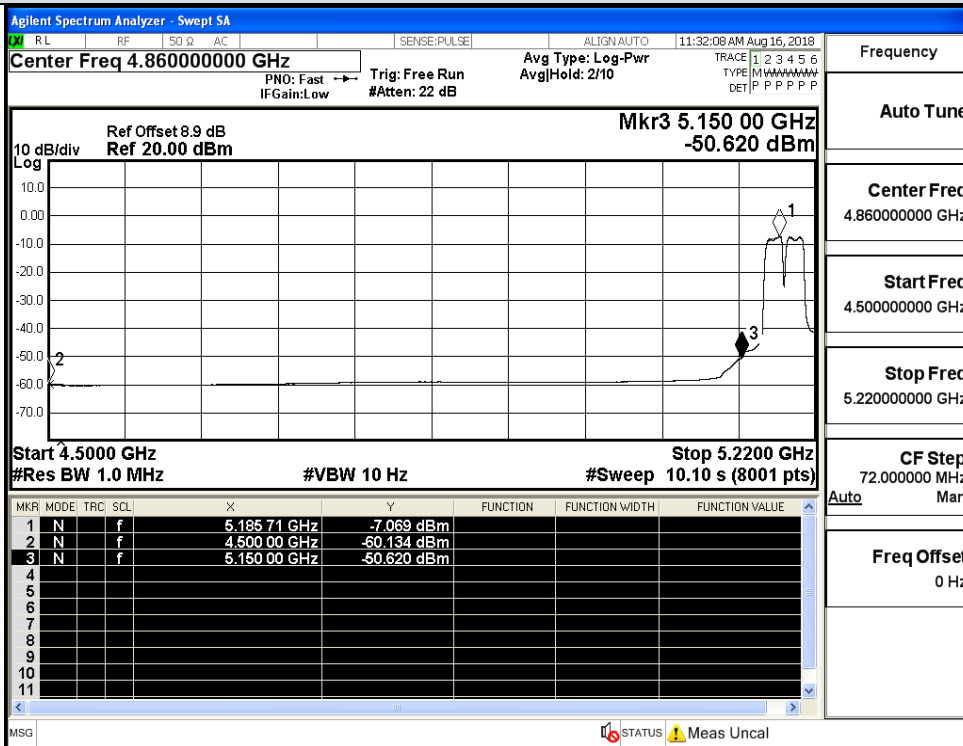 Agilent Spectrum Analyzer - Swept SA
LXI RL RF 50 Ω AC SENSE:PULSE ALIGN AUTO 11:32:08 AM Aug 16, 2018
Center Freq 4.860000000 GHz
PNO: Fast
IFGain:Low
Trig: Free Run
#Atten: 22 dB
Avg Type: Log-Pwr
Avg|Hold: 2/10
TRACE 1 2 3 4 5 6
TYPE M
DET P P P P P P
Mkr3 5.150 00 GHz
-50.620 dBm
10 dB/div
Log
Ref Offset 8.9 dB
Ref 20.00 dBm
10.0
0.00
-10.0
-20.0
-30.0
-40.0
-50.0
-60.0
-70.0
1
2
3
Start 4.5000 GHz Stop 5.2200 GHz
#Res BW 1.0 MHz #VBW 10 Hz #Sweep 10.10 s (8001 pts)
MKR MODE TRC SCL X Y FUNCTION FUNCTION WIDTH FUNCTION VALUE
1 N f 5.185 71 GHz -7.069 dBm
2 N f 4.500 00 GHz -60.134 dBm
3 N f 5.150 00 GHz -50.620 dBm
4
5
6
7
8
9
10
11
MSG STATUS Meas Uncal
Frequency
Auto Tune
Center Freq
4.860000000 GHz
Start Freq
4.500000000 GHz
Stop Freq
5.220000000 GHz
CF Step
72.000000 MHz
Auto Man
Freq Offset
0 Hz